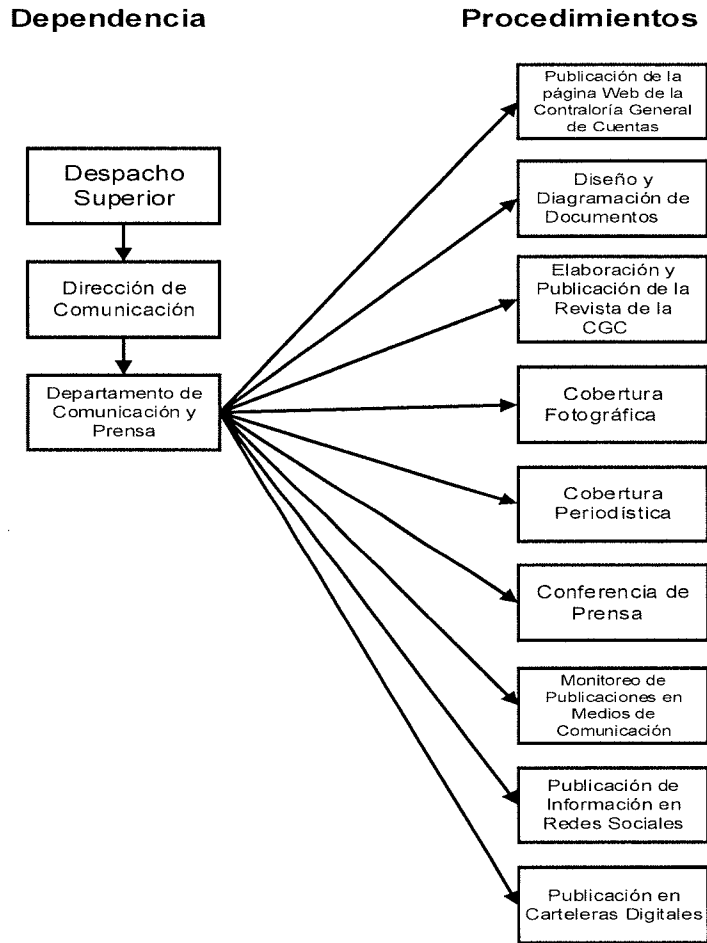 Dependencia
Procedimientos
Despacho
Superior
Dirección de
Comunicación
Departamento de
Comunicación y
Prensa
Publicación de la
página Web de la
Contraloría General
de Cuentas
Diseño y
Diagramación de
Documentos
Elaboración y
Publicación de la
Revista de la
CGC
Cobertura
Fotográfica
Cobertura
Periodística
Conferencia de
Prensa
Monitoreo de
Publicaciones en
Medios de
Comunicación
Publicación de
Información en
Redes Sociales
Publicación en
Carteleras Digitales